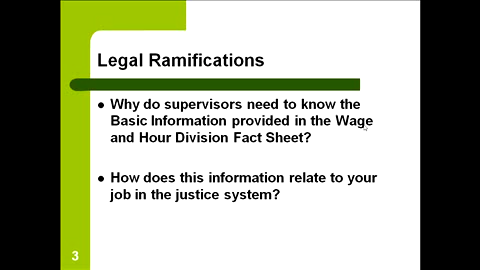 Legal Ramifications
Why do supervisors need to know the
Basic Information provided in the Wage
and Hour Division Fact Sheet?
How does this information relate to your
job in the justice system?
3